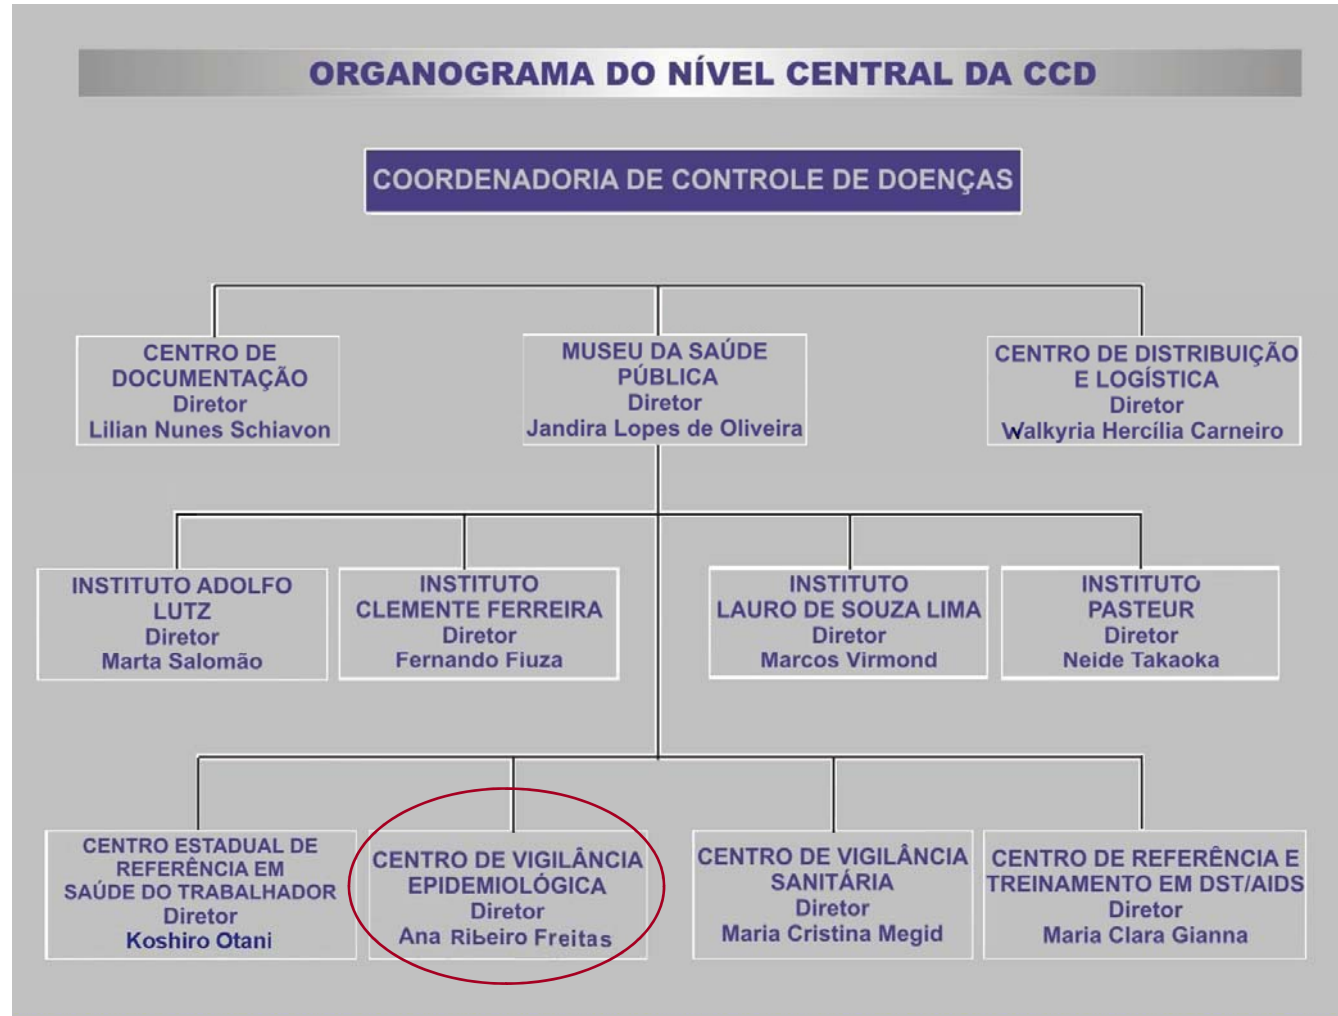 ORGANOGRAMA DO NÍVEL CENTRAL DA CCD
COORDENADORIA DE CONTROLE DE DOENÇAS
CENTRO DE
DOCUMENTAÇÃO
Diretor
Lilian Nunes Schiavon
MUSEU DA SAÚDE
PÚBLICA
Diretor
Jandira Lopes de Oliveira
CENTRO DE DISTRIBUIÇÃO
E LOGÍSTICA
Diretor
Walkyria Hercília Carneiro
INSTITUTO ADOLFO
LUTZ
Diretor
Marta Salomão
INSTITUTO
CLEMENTE FERREIRA
Diretor
Fernando Fiuza
INSTITUTO
LAURO DE SOUZA LIMA
Diretor
Marcos Virmond
INSTITUTO
PASTEUR
Diretor
Neide Takaoka
CENTRO ESTADUAL DE
REFERÊNCIA EM
SAÚDE DO TRABALHADOR
Diretor
Koshiro Otani
CENTRO DE VIGILÂNCIA
EPIDEMIOLÓGICA
Diretor
Ana Ribeiro Freitas
CENTRO DE VIGILÂNCIA
SANITÁRIA
Diretor
Maria Cristina Megid
CENTRO DE REFERÊNCIA E
TREINAMENTO EM DST/AIDS
Diretor
Maria Clara Gianna